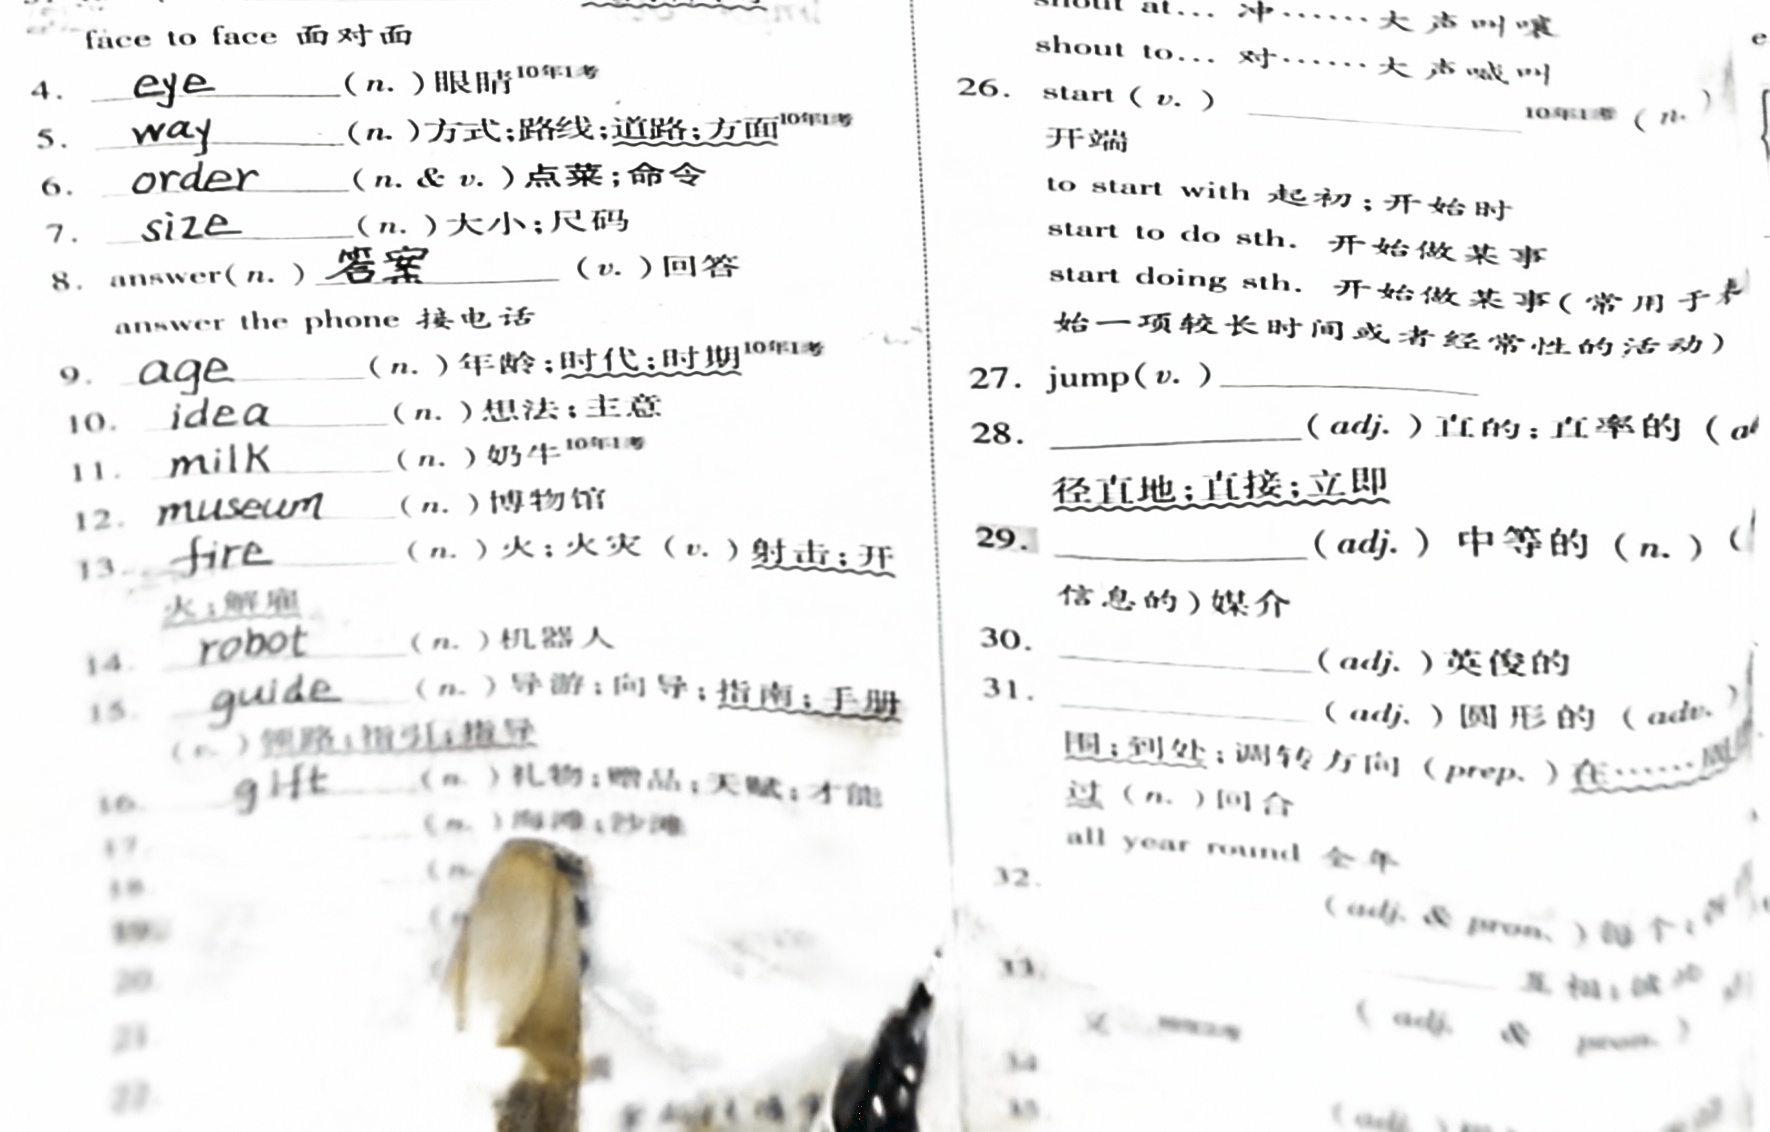 face to face 面对面
4. eye (n.)眼睛10年1考
5. way (n.)方式;路线;道路;方面10年1考
6. order (n. & v.)点菜;命令
7. size (n.)大小;尺码
8. answer(n.) 答案 (v.)回答
answer the phone 接电话
9. age (n.)年龄;时代;时期10年1考
10. idea (n.)想法;主意
11. milk (n.)奶牛10年1考
12. museum (n.)博物馆
13. fire (n.)火;火灾(v.)射击;开
火;解雇
14. robot (n.)机器人
15. guide (n.)导游;向导;指南;手册
(v.)领路;指引;指导
16. gift (n.)礼物;赠品;天赋;才能
17. (n.)海滩;沙滩
18. (n.
19.
20.
21.
22.
shout at… 冲……大声叫嚷
shout to… 对……大声喊叫
26. start(v.) 10年1考(n.)
开端
to start with 起初;开始时
start to do sth. 开始做某事
start doing sth. 开始做某事(常用于
始一项较长时间或者经常性的活动)
27. jump(v.)
28. (adj.)直的;直率的(
径直地;直接;立即
29. (adj.)中等的(n.)(
信息的)媒介
30. (adj.)英俊的
31. (adj.)圆形的(adv.)
围;到处;调转方向(prep.)在……周
过(n.)回合
all year round 全年
32. (adj. & pron.)每个;
33. 互相;彼此
(adj. & pron.)
34
35